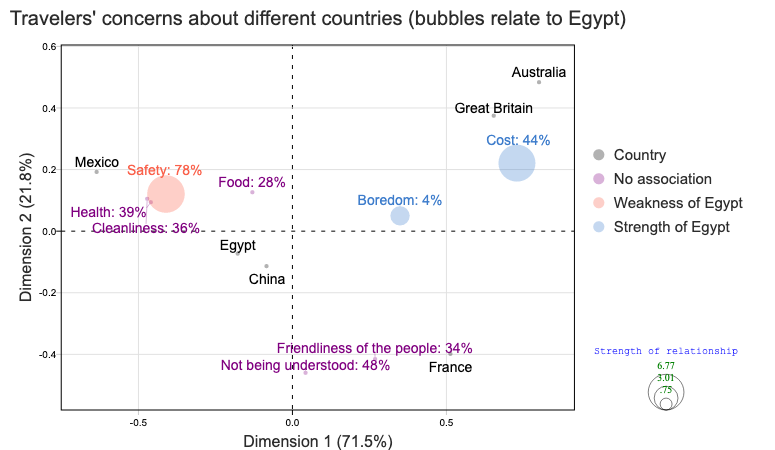 Travelers' concerns about different countries (bubbles relate to Egypt)
0.6
Australia
Great Britain
0.4
Cost: 44%
Country
Mexico
Safety: 78%
0.2
No association
Food: 28%
Boredom: 4%
Weakness of Egypt
Health: 39%
Cleanliness: 36%
Strength of Egypt
0.0
Egypt
China
-0.2
Dimension 2 (21.8%)
Friendliness of the people: 34%
Strength of relationship
-0.4
Not being understood: 48%
France
6.77
3.01
.75
-0.5
0.0
0.5
Dimension 1 (71.5%)